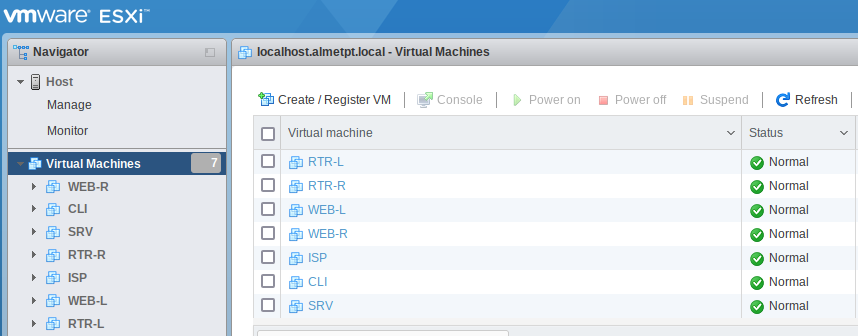 vmware ESXi™
Navigator
Host
Manage
Monitor
Virtual Machines 7
WEB-R
CLI
SRV
RTR-R
ISP
WEB-L
RTR-L
localhost.almetpt.local - Virtual Machines
Create / Register VM Console Power on Power off Suspend Refresh
Virtual machine Status
RTR-L Normal
RTR-R Normal
WEB-L Normal
WEB-R Normal
ISP Normal
CLI Normal
SRV Normal